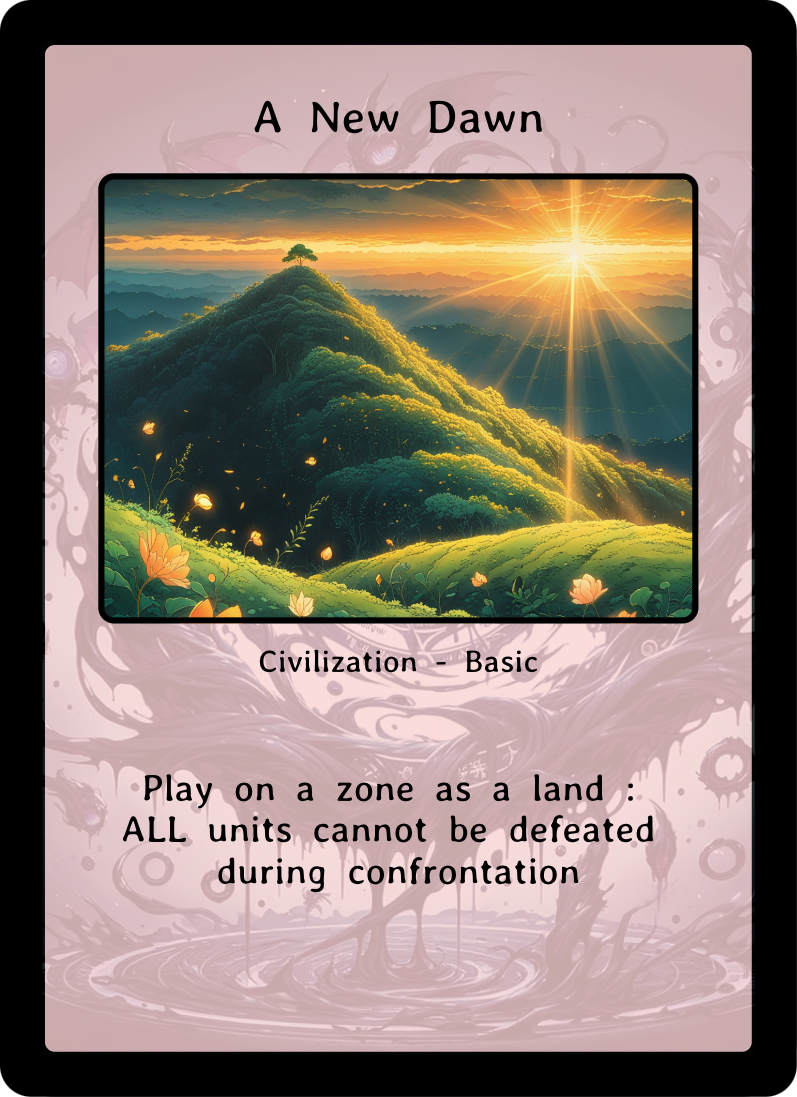 A New Dawn
Civilization - Basic
Play on a zone as a land :
ALL units cannot be defeated
during confrontation